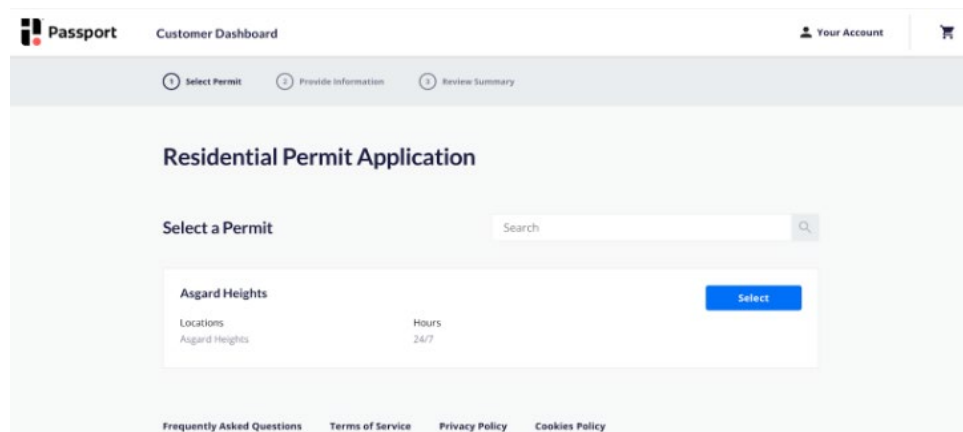 Passport Customer Dashboard Your Account
1 Select Permit 2 Provide Information 3 Review Summary
Residential Permit Application
Select a Permit Search
Asgard Heights Select
Locations Hours
Asgard Heights 24/7
Frequently Asked Questions Terms of Service Privacy Policy Cookies Policy